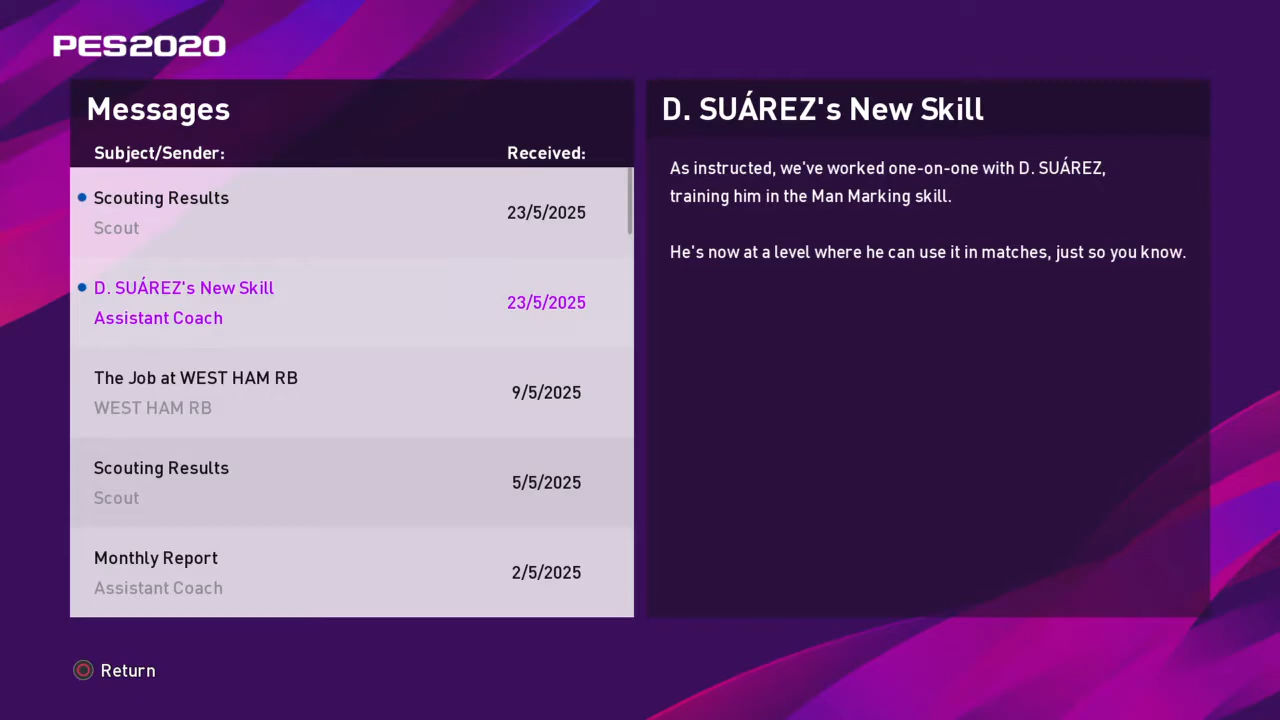 PES2020
Messages
Subject/Sender: Received:
Scouting Results
Scout
23/5/2025
D. SUÁREZ's New Skill
Assistant Coach
23/5/2025
The Job at WEST HAM RB
WEST HAM RB
9/5/2025
Scouting Results
Scout
5/5/2025
Monthly Report
Assistant Coach
2/5/2025
D. SUÁREZ's New Skill
As instructed, we've worked one-on-one with D. SUÁREZ,
training him in the Man Marking skill.
He's now at a level where he can use it in matches, just so you know.
Return